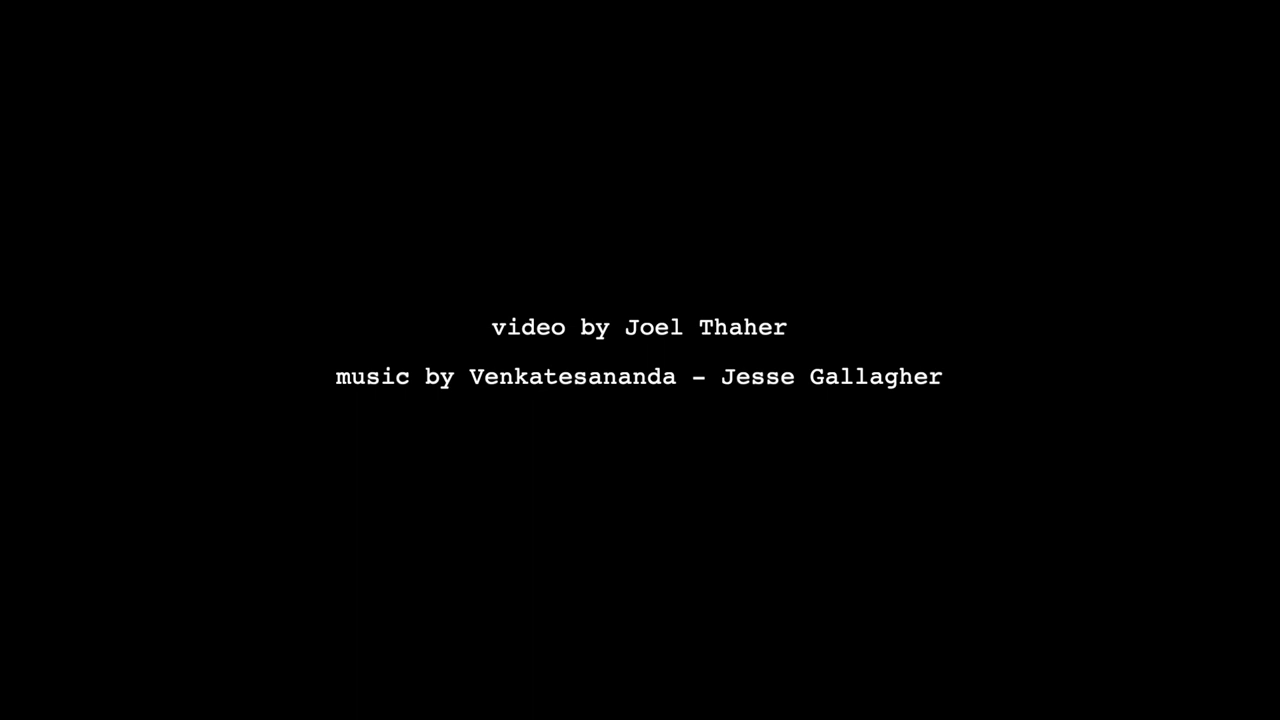 video by Joel Thaher
music by Venkatesananda – Jesse Gallagher